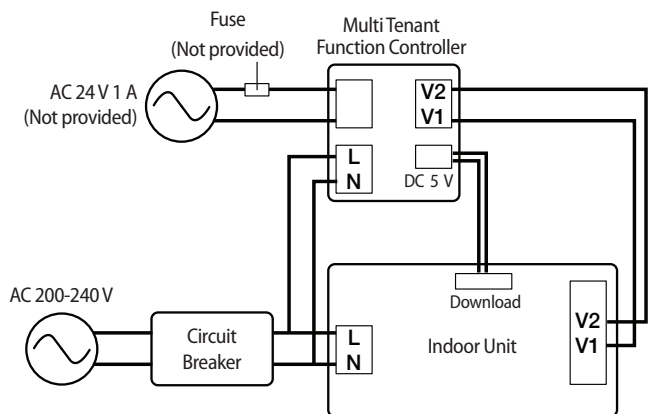 Fuse
(Not provided)
Multi Tenant
Function Controller
AC 24 V 1 A
(Not provided)
V2
V1
L
N
DC 5 V
AC 200-240 V
Circuit
Breaker
L
N
Download
Indoor Unit
V2
V1